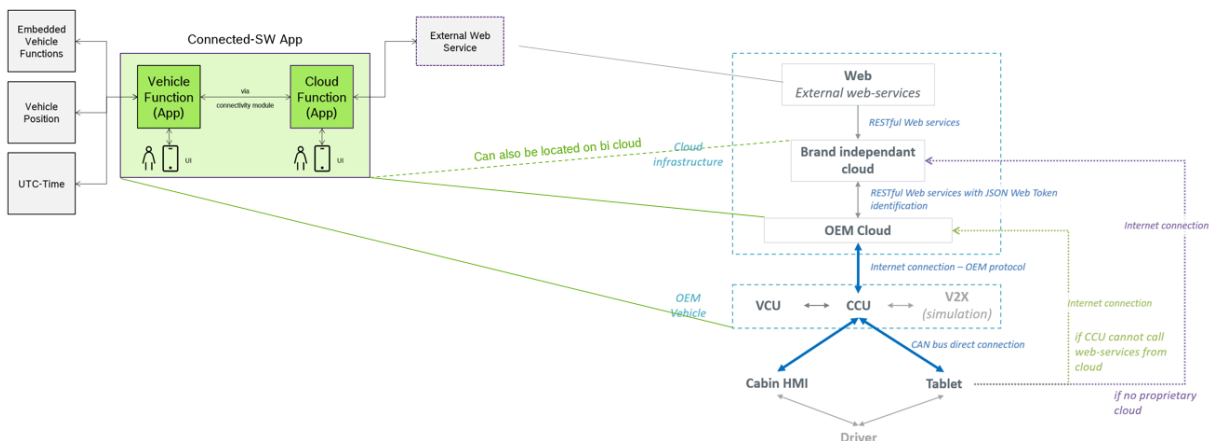 Embedded
Vehicle
Functions
Vehicle
Position
UTC-Time
Connected-SW App
Vehicle
Function
(App)
via
connectivity module
Cloud
Function
(App)
UI
UI
External Web
Service
Can also be located on bi cloud
Cloud
infrastructure
Web
External web-services
RESTful Web services
Brand independant
cloud
RESTful Web services with JSON Web Token
identification
OEM Cloud
Internet connection – OEM protocol
OEM
Vehicle
VCU
CCU
V2X
(simulation)
CAN bus direct connection
Cabin HMI
Tablet
Driver
Internet connection
Internet connection
if CCU cannot call
web-services from
cloud
if no proprietary
cloud